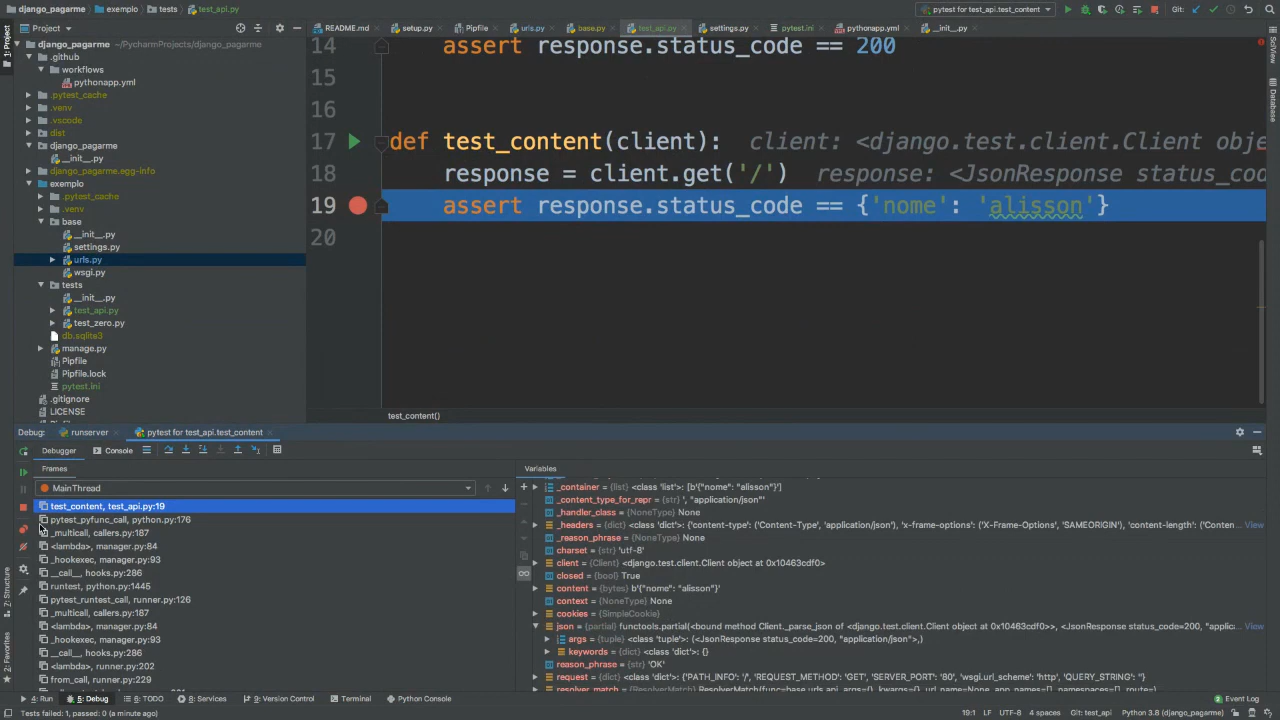 django_pagarme exemplo tests test_api.py
pytest for test_api.test_content
Git:
Project
README.md setup.py Pipfile urls.py base.py test_api.py settings.py pytest.ini pythonapp.yml __init__.py
1: Project
SciView
Database
django_pagarme ~/PycharmProjects/django_pagarme
.github
workflows
pythonapp.yml
.pytest_cache
.venv
.vscode
dist
django_pagarme
__init__.py
django_pagarme.egg-info
exemplo
.pytest_cache
.venv
base
__init__.py
settings.py
urls.py
wsgi.py
tests
__init__.py
test_api.py
test_zero.py
db.sqlite3
manage.py
Pipfile
Pipfile.lock
pytest.ini
.gitignore
LICENSE
14 assert response.status_code == 200
15
16
17 def test_content(client): client: <django.test.client.Client obje
18 response = client.get('/') response: <JsonResponse status_cod
19 assert response.status_code == {'nome': 'alisson'}
20
test_content()
Debug: runserver pytest for test_api.test_content
Debugger Console
Frames
MainThread
test_content, test_api.py:19
pytest_pyfunc_call, python.py:176
_multicall, callers.py:187
<lambda>, manager.py:84
_hookexec, manager.py:93
__call__, hooks.py:286
runtest, python.py:1445
pytest_runtest_call, runner.py:126
_multicall, callers.py:187
<lambda>, manager.py:84
_hookexec, manager.py:93
__call__, hooks.py:286
<lambda>, runner.py:202
from_call, runner.py:229
Variables
_container = {list} <class 'list'>: [b'{"nome": "alisson"}']
_content_type_for_repr = {str} ', "application/json"'
_handler_class = {NoneType} None
_headers = {dict} <class 'dict'>: {'content-type': ('Content-Type', 'application/json'), 'x-frame-options': ('X-Frame-Options', 'SAMEORIGIN'), 'content-length': ('Conten... View
_reason_phrase = {NoneType} None
charset = {str} 'utf-8'
client = {Client} <django.test.client.Client object at 0x10463cdf0>
closed = {bool} True
content = {bytes} b'{"nome": "alisson"}'
context = {NoneType} None
cookies = {SimpleCookie}
json = {partial} functools.partial(<bound method Client._parse_json of <django.test.client.Client object at 0x10463cdf0>>, <JsonResponse status_code=200, "applic... View
args = {tuple} <class 'tuple'>: (<JsonResponse status_code=200, "application/json">,)
keywords = {dict} <class 'dict'>: {}
reason_phrase = {str} 'OK'
request = {dict} <class 'dict'>: {'PATH_INFO': '/', 'REQUEST_METHOD': 'GET', 'SERVER_PORT': '80', 'wsgi.url_scheme': 'http', 'QUERY_STRING': ''}
Z: Structure
2: Favorites
4: Run 5: Debug 6: TODO 8: Services 9: Version Control Terminal Python Console Event Log
Tests failed: 1, passed: 0 (a minute ago)
19:1 LF UTF-8 4 spaces Git: test_api Python 3.8 (django_pagarme)